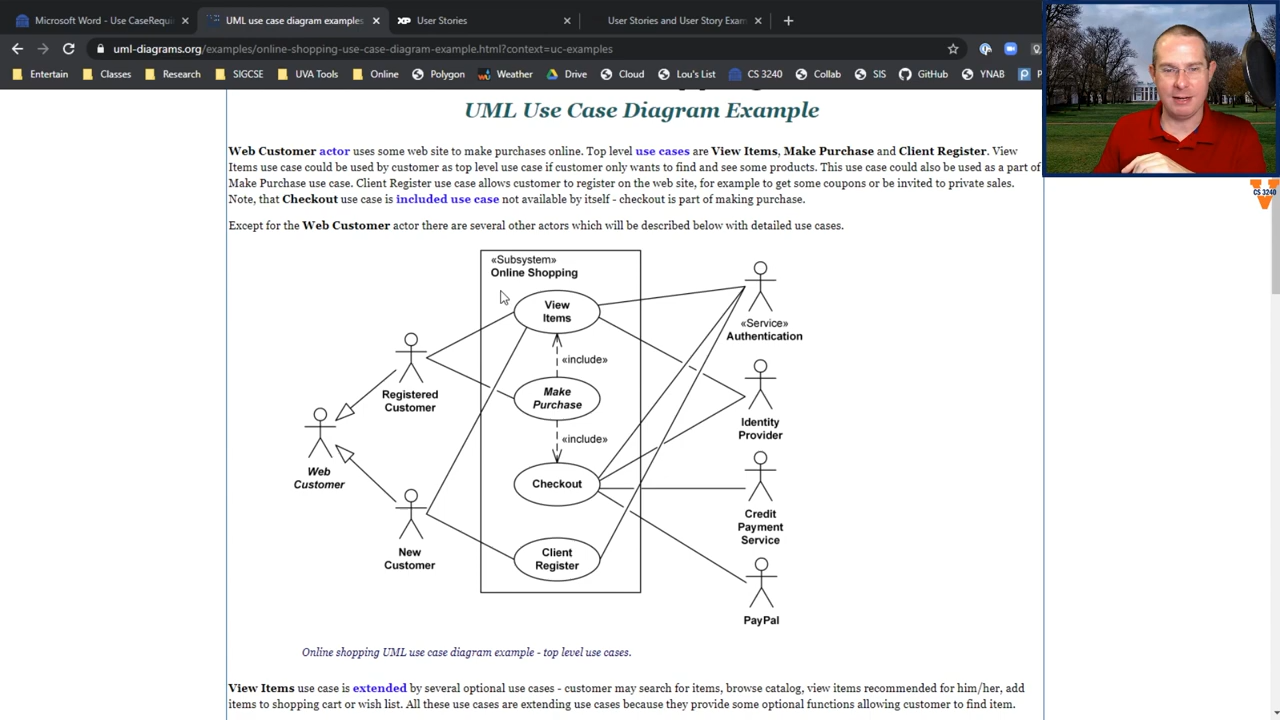 Microsoft Word - Use CaseRequi
UML use case diagram examples
XP User Stories
User Stories and User Story Exam
uml-diagrams.org/examples/online-shopping-use-case-diagram-example.html?context=uc-examples
Entertain Classes Research SIGCSE UVA Tools Online Polygon Weather Drive Cloud Lou's List CS 3240 Collab SIS GitHub YNAB
UML Use Case Diagram Example
Web Customer actor uses some web site to make purchases online. Top level use cases are View Items, Make Purchase and Client Register. View
Items use case could be used by customer as top level use case if customer only wants to find and see some products. This use case could also be used as a part of
Make Purchase use case. Client Register use case allows customer to register on the web site, for example to get some coupons or be invited to private sales.
Note, that Checkout use case is included use case not available by itself - checkout is part of making purchase.
Except for the Web Customer actor there are several other actors which will be described below with detailed use cases.
«Subsystem»
Online Shopping
View
Items
«include»
Make
Purchase
«include»
Checkout
Client
Register
Registered
Customer
Web
Customer
New
Customer
«Service»
Authentication
Identity
Provider
Credit
Payment
Service
PayPal
Online shopping UML use case diagram example - top level use cases.
View Items use case is extended by several optional use cases - customer may search for items, browse catalog, view items recommended for him/her, add
items to shopping cart or wish list. All these use cases are extending use cases because they provide some optional functions allowing customer to find item.
CS 3240